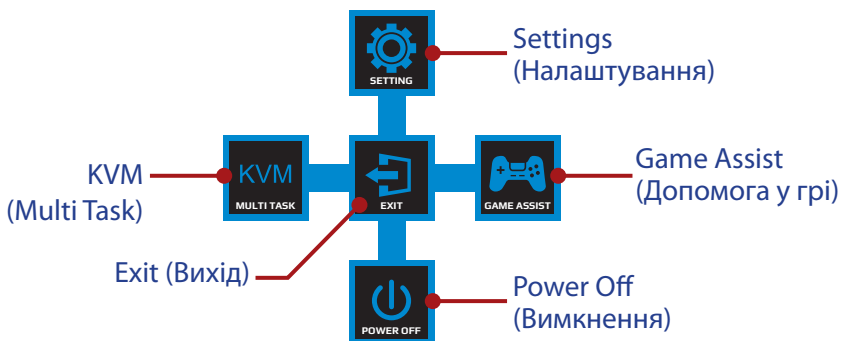 SETTING
Settings
(Налаштування)
KVM
(Multi Task)
KVM
MULTI TASK
EXIT
GAME ASSIST
Game Assist
(Допомога у грі)
Exit (Вихід)
POWER OFF
Power Off
(Вимкнення)